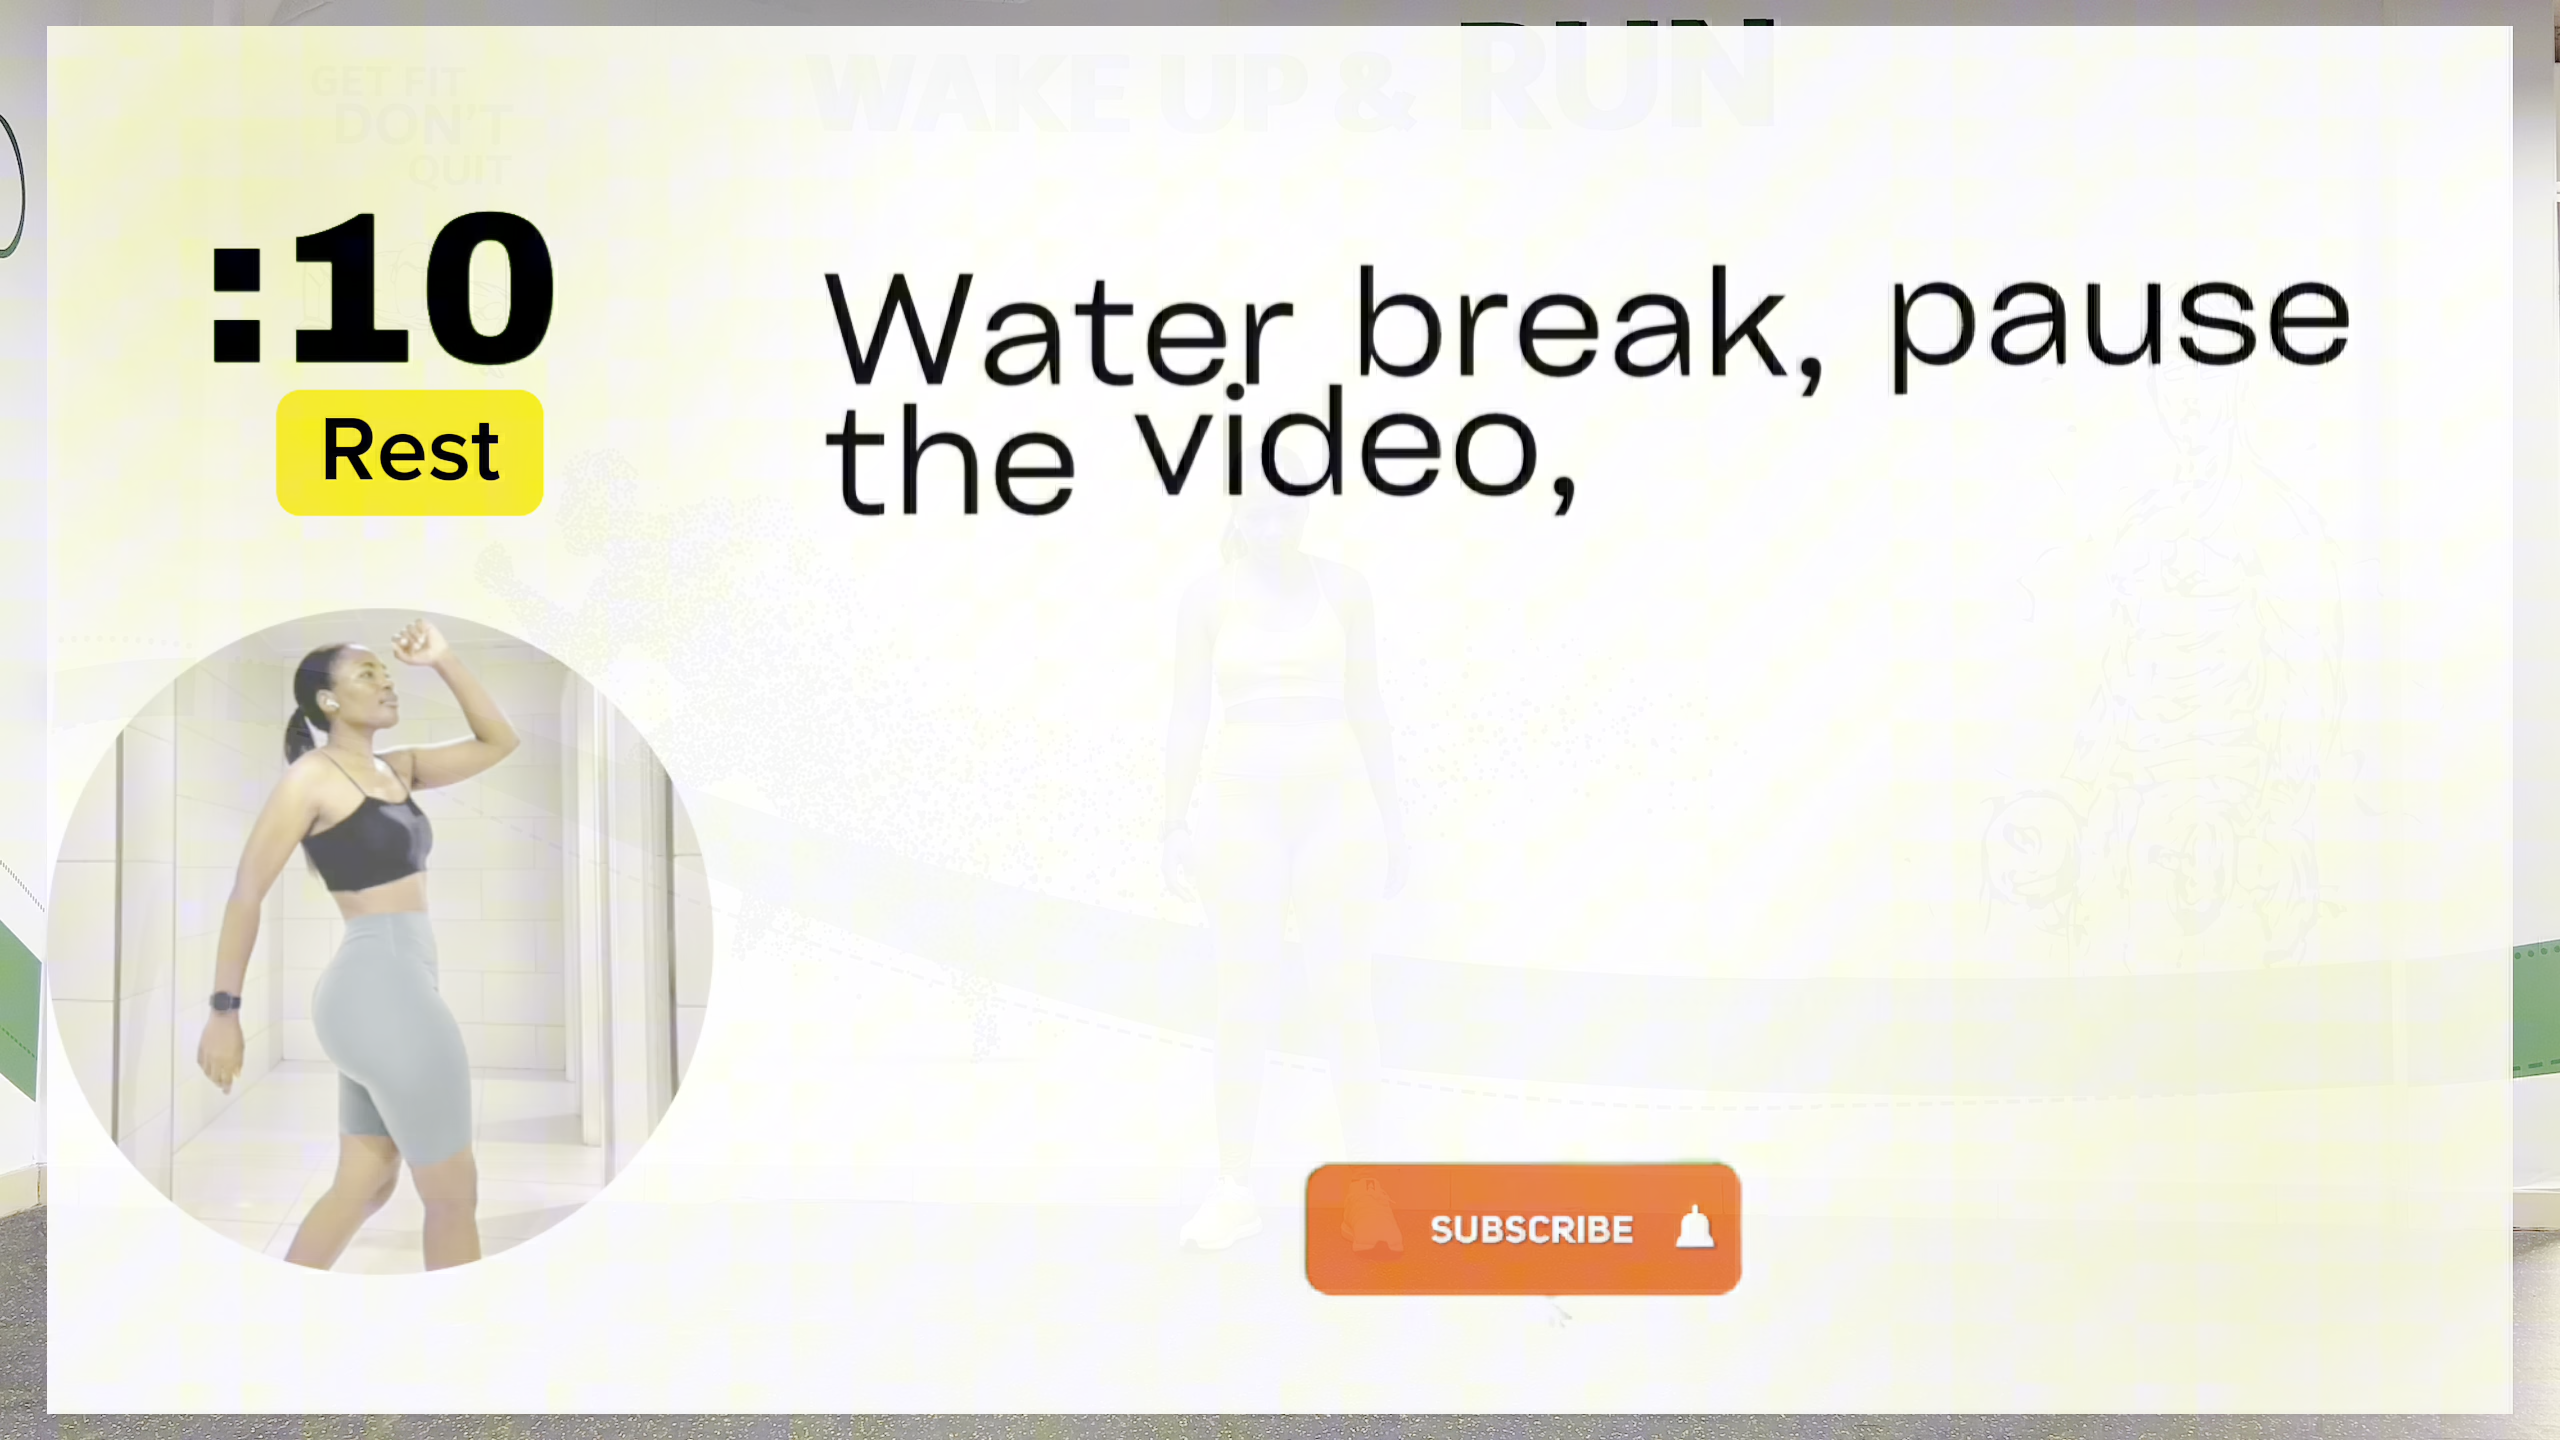 WAKE UP & RUN
GET FIT
DON'T
QUIT
:10
Rest
Water break, pause
the video,
SUBSCRIBE